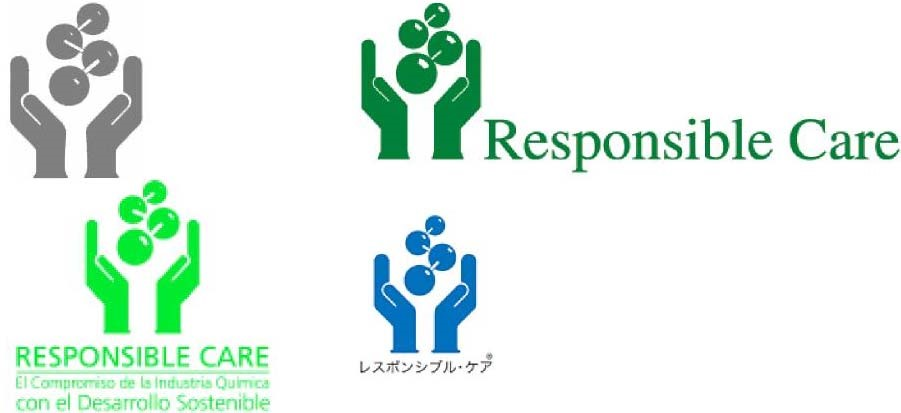 Responsible Care
RESPONSIBLE CARE
El Compromiso de la Industria Química
con el Desarrollo Sostenible
レスポンシブル・ケア®